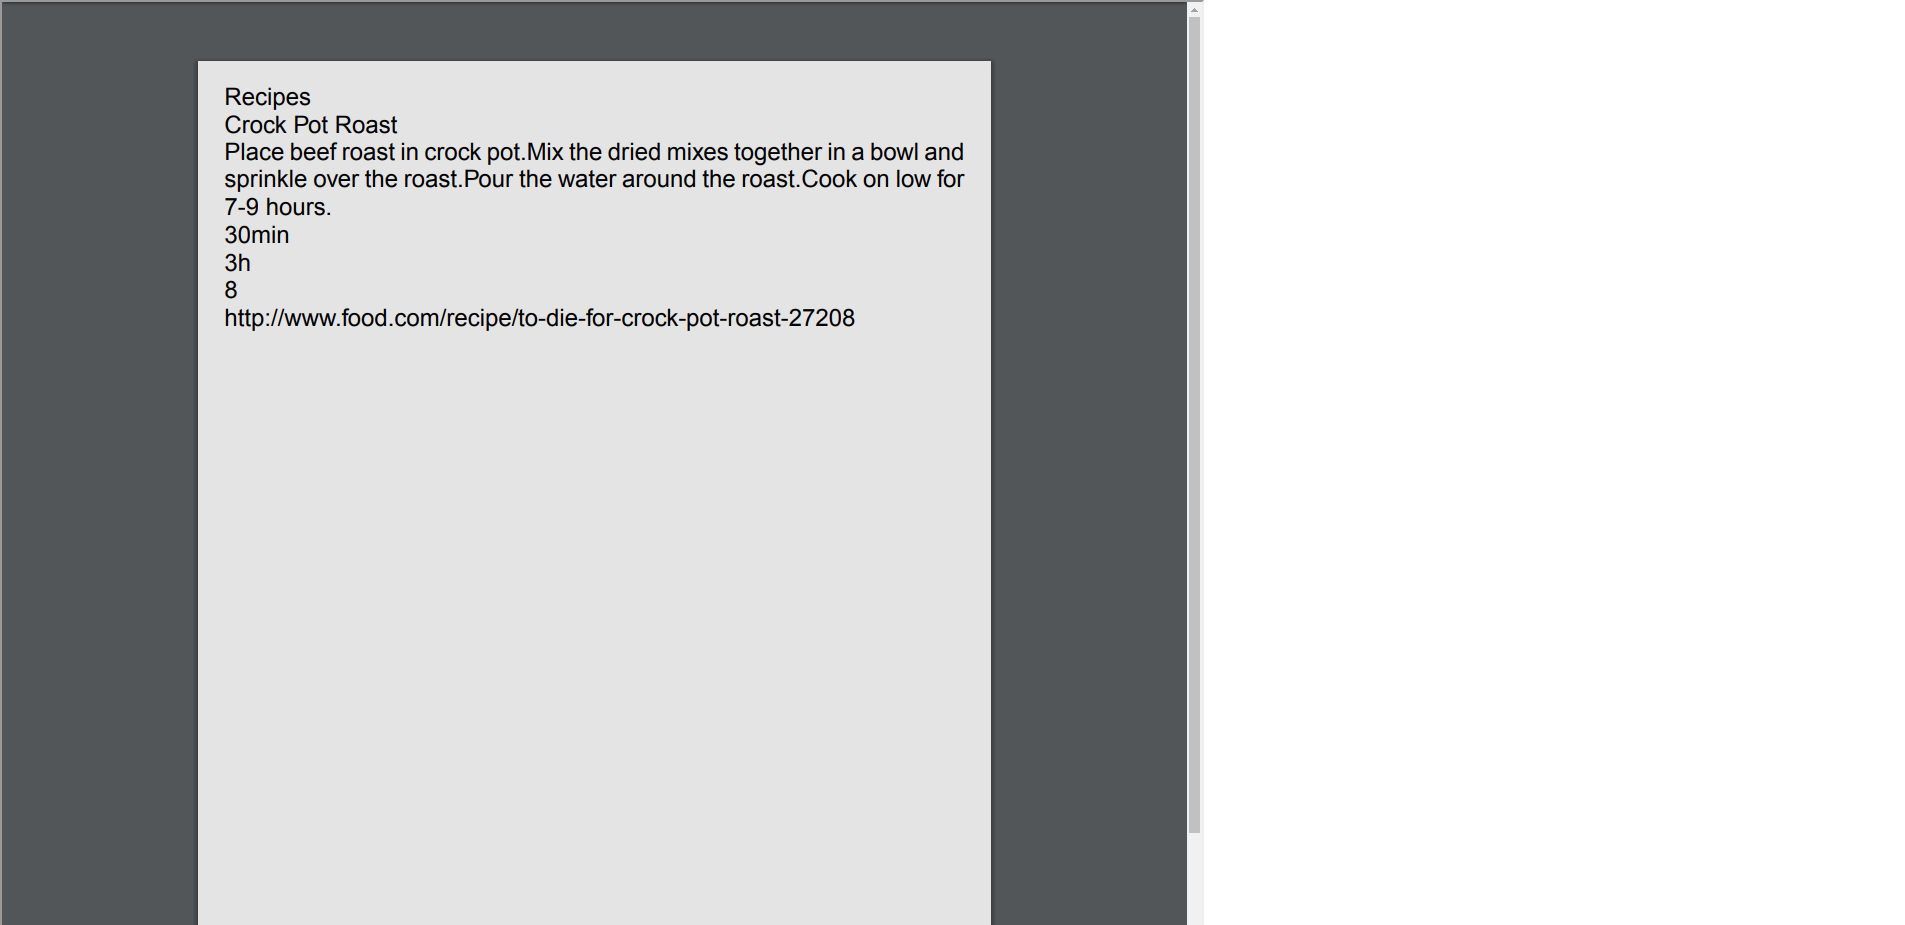 Recipes
Crock Pot Roast
Place beef roast in crock pot.Mix the dried mixes together in a bowl and
sprinkle over the roast.Pour the water around the roast.Cook on low for
7-9 hours.
30min
3h
8
http://www.food.com/recipe/to-die-for-crock-pot-roast-27208